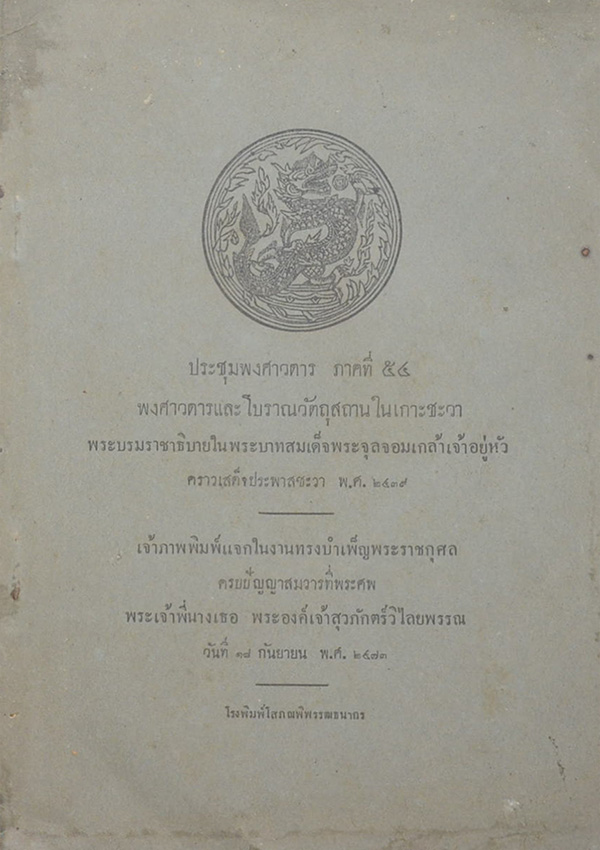 ประชุมพงศาวดาร ภาคที่ ๕๔
พงศาวดารและโบราณวัตถุสถานในเกาะชะวา
พระบรมราชาธิบายในพระบาทสมเด็จพระจุลจอมเกล้าเจ้าอยู่หัว
คราวเสด็จประพาสชะวา พ.ศ. ๒๔๓๙
เจ้าภาพพิมพ์แจกในงานทรงบำเพ็ญพระราชกุศล
ครบปัญญาสมวารที่พระศพ
พระเจ้าพี่นางเธอ พระองค์เจ้าสุวภักตร์วิไลยพรรณ
วันที่ ๑๘ กันยายน พ.ศ. ๒๔๗๓
โรงพิมพ์โสภณพิพรรฒธนากร